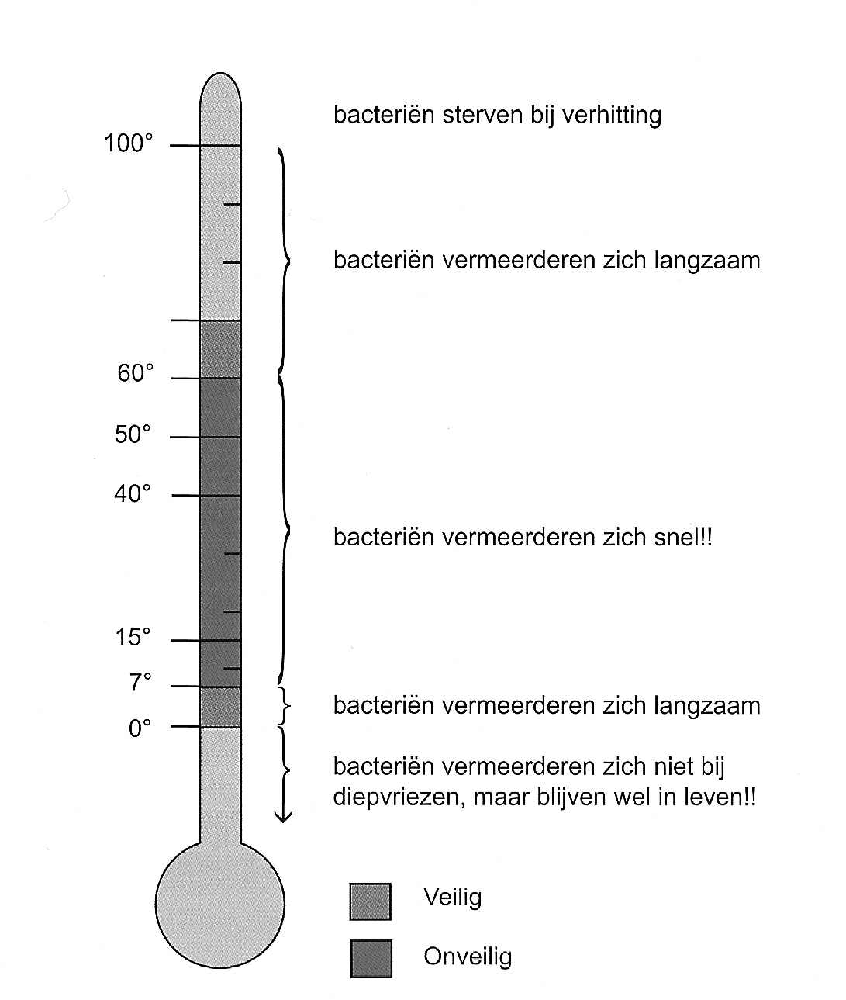 bacteriën sterven bij verhitting
100°
bacteriën vermeerderen zich langzaam
60°
50°
40°
bacteriën vermeerderen zich snel!!
15°
7°
bacteriën vermeerderen zich langzaam
0°
bacteriën vermeerderen zich niet bij
diepvriezen, maar blijven wel in leven!!
Veilig
Onveilig